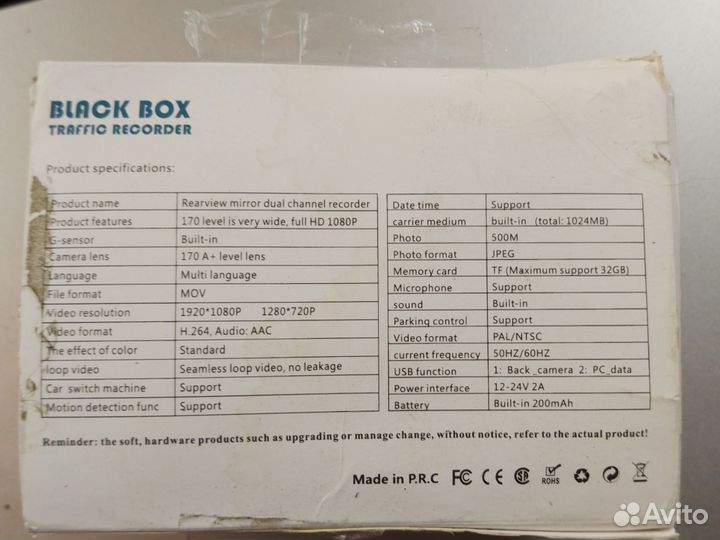 BLACK BOX
TRAFFIC RECORDER
Product specifications:
Product name Rearview mirror dual channel recorder
Product features 170 level is very wide, full HD 1080P
G-sensor Built-in
Camera lens 170 A+ level lens
Language Multi language
File format MOV
Video resolution 1920*1080P 1280*720P
Video format H.264, Audio: AAC
The effect of color Standard
loop video Seamless loop video, no leakage
Car switch machine Support
Motion detection func Support
Date time Support
carrier medium built-in (total: 1024MB)
Photo 500M
Photo format JPEG
Memory card TF (Maximum support 32GB)
Microphone Support
sound Built-in
Parking control Support
Video format PAL/NTSC
current frequency 50HZ/60HZ
USB function 1: Back_camera 2: PC_data
Power interface 12-24V 2A
Battery Built-in 200mAh
Reminder: the soft, hardware products such as upgrading or manage change, without notice, refer to the actual product!
Made in P.R.C FC CE SA ROHS
Avito